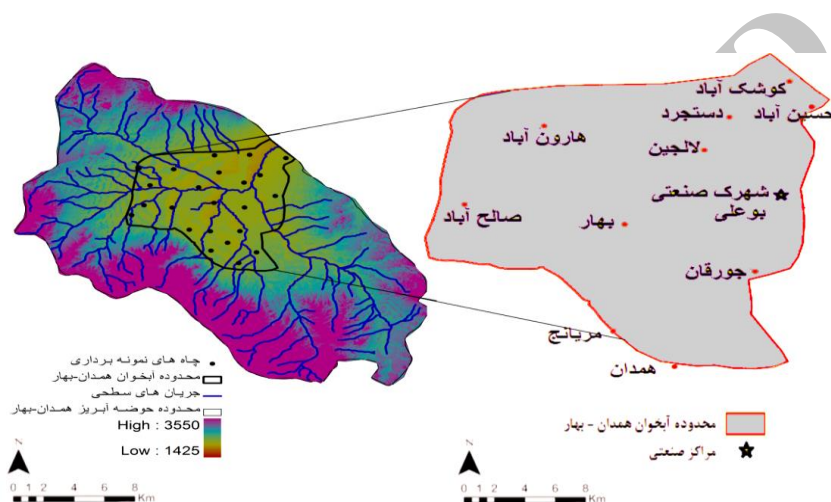 کوشک آباد
حسین آباد
دستجرد
هارون آباد
لالجین
شهرک صنعتی
بوعلی
صالح آباد
بهار
جورقان
مریانج
همدان
چاه های نمونه برداری
محدوده آبخوان همدان-بهار
جریان های سطحی
محدوده حوضه آبریز همدان-بهار
High : 3550
Low : 1425
N
0 1 2 4 6 8
Km
محدوده آبخوان همدان - بهار
مراکز صنعتی
N
0 1 2 4 6 8
Km